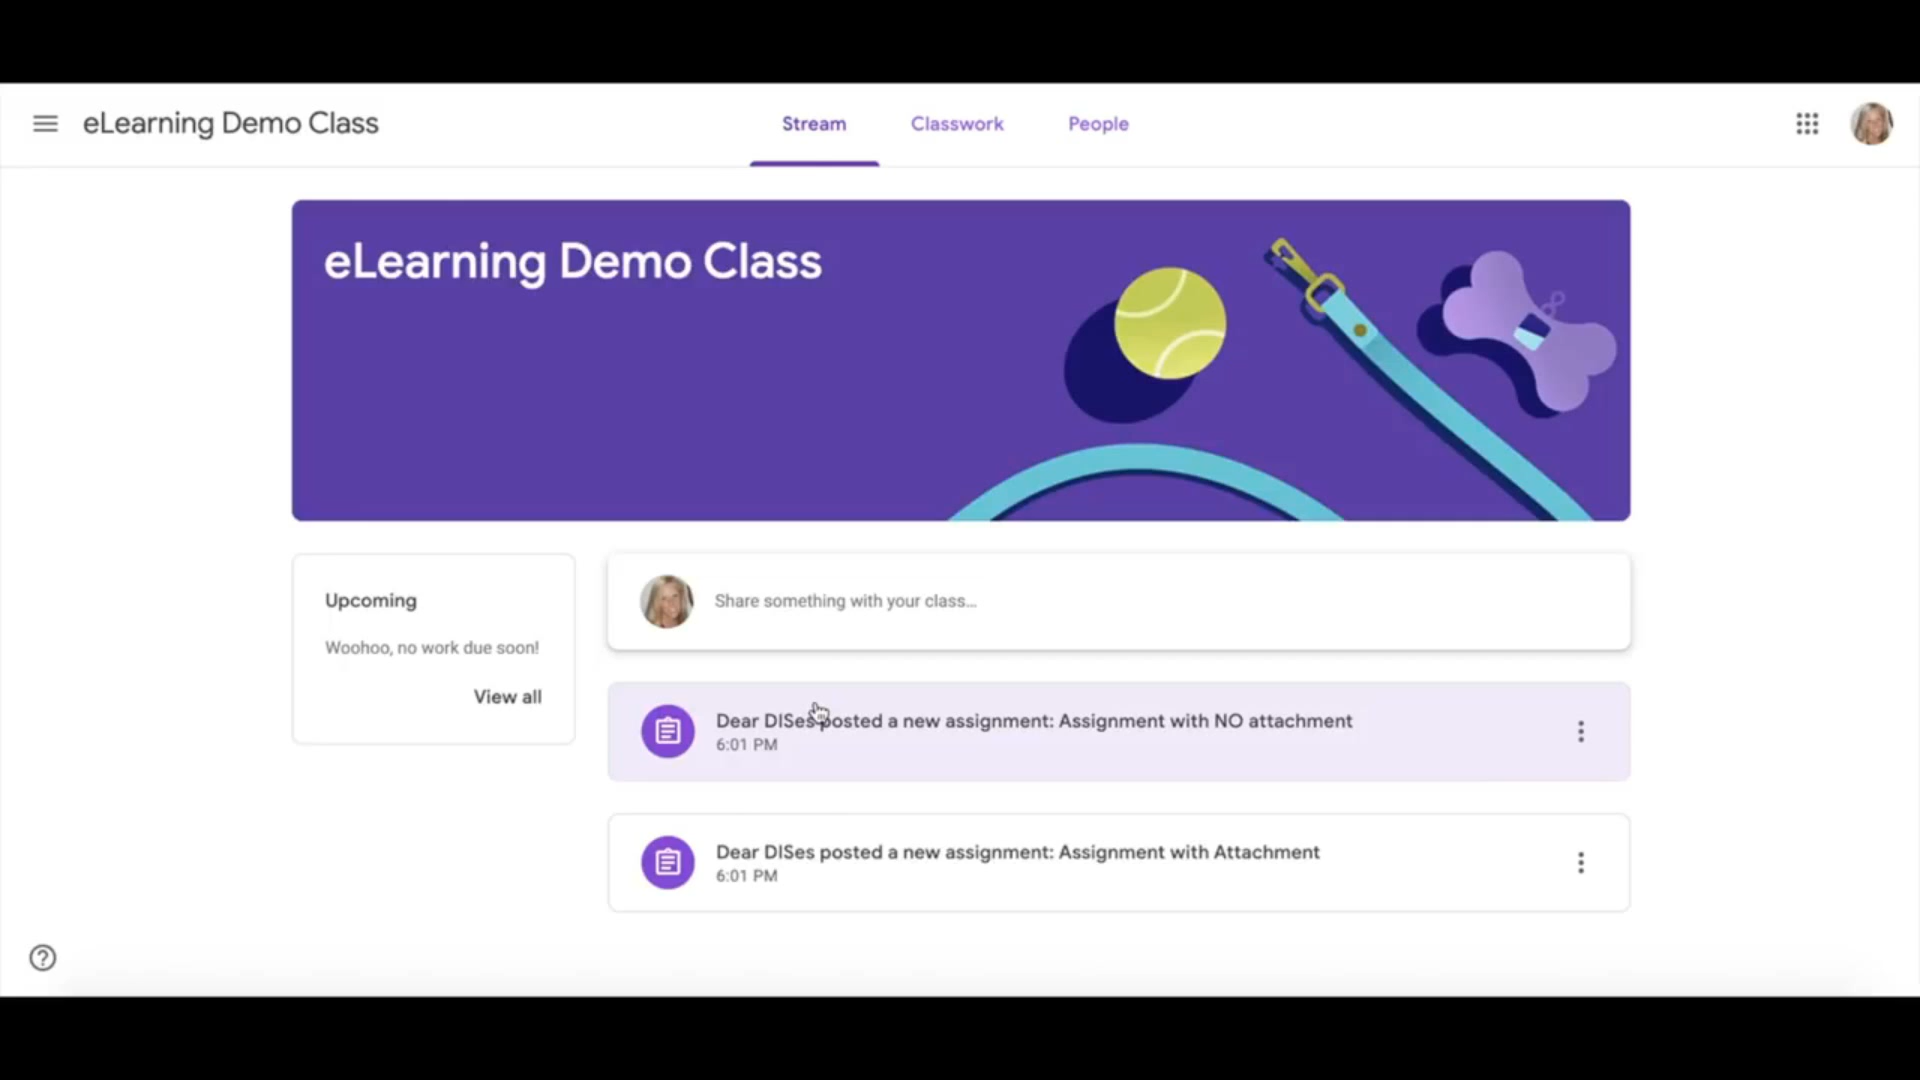 eLearning Demo Class
Stream
Classwork
People
eLearning Demo Class
Upcoming
Woohoo, no work due soon!
View all
Share something with your class...
Dear DISes posted a new assignment: Assignment with NO attachment
6:01 PM
Dear DISes posted a new assignment: Assignment with Attachment
6:01 PM